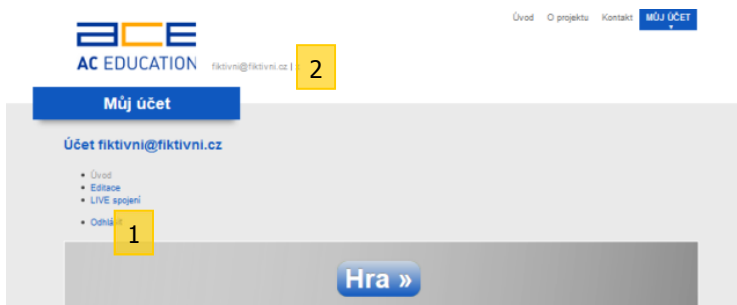 Úvod O projektu Kontakt MŮJ ÚČET
ace
AC EDUCATION
fiktivni@fiktivni.cz |
2
Můj účet
Účet fiktivni@fiktivni.cz
Úvod
Editace
LIVE spojení
Odhlásit
1
Hra »